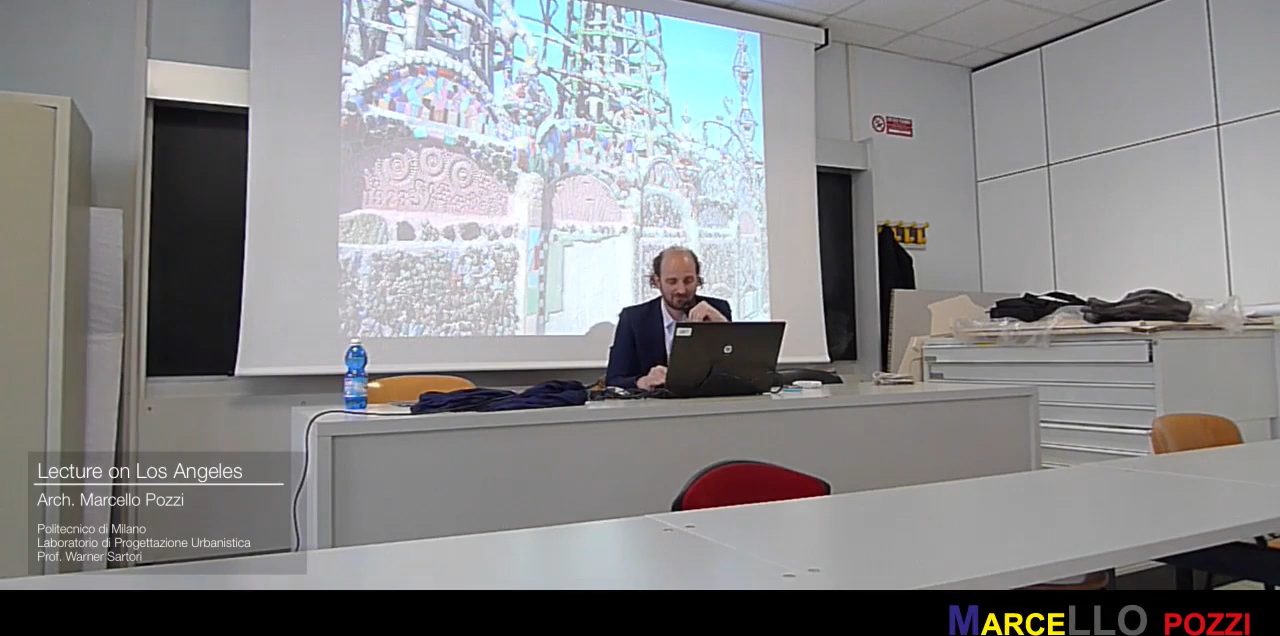 Lecture on Los Angeles
Arch. Marcello Pozzi
Politecnico di Milano
Laboratorio di Progettazione Urbanistica
Prof. Warner Sartori
MARCELLO POZZI